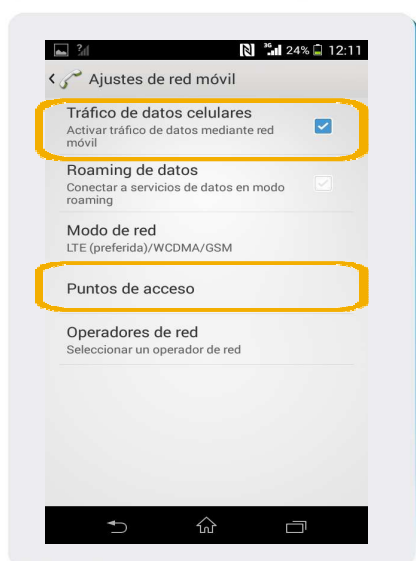 3G 24% 12:11
Ajustes de red móvil
Tráfico de datos celulares
Activar tráfico de datos mediante red
móvil
Roaming de datos
Conectar a servicios de datos en modo
roaming
Modo de red
LTE (preferida)/WCDMA/GSM
Puntos de acceso
Operadores de red
Seleccionar un operador de red